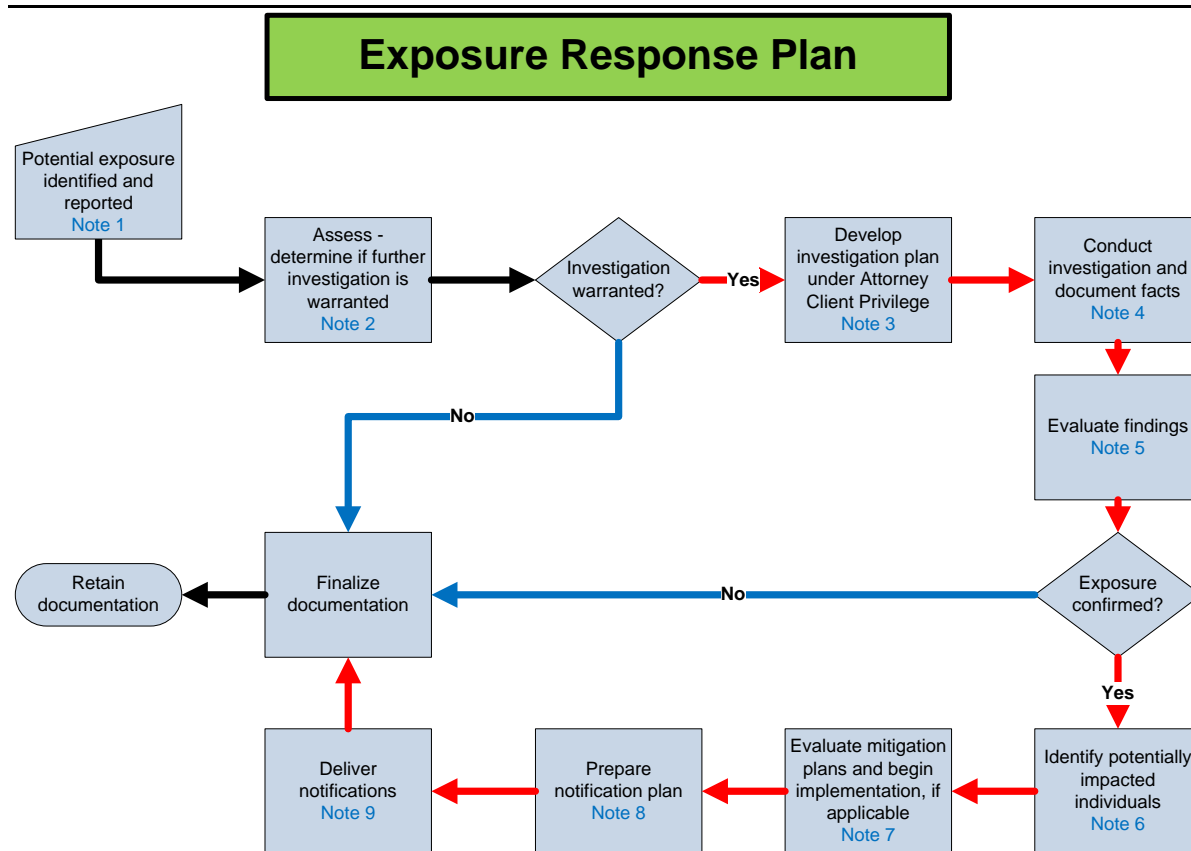 Exposure Response Plan
Potential exposure
identified and
reported
Note 1
Assess -
determine if further
investigation is
warranted
Note 2
Investigation
warranted?
Yes
Develop
investigation plan
under Attorney
Client Privilege
Note 3
Conduct
investigation and
document facts
Note 4
No
Evaluate findings
Note 5
Retain
documentation
Finalize
documentation
No
Exposure
confirmed?
Yes
Deliver
notifications
Note 9
Prepare
notification plan
Note 8
Evaluate mitigation
plans and begin
implementation, if
applicable
Note 7
Identify potentially
impacted
individuals
Note 6